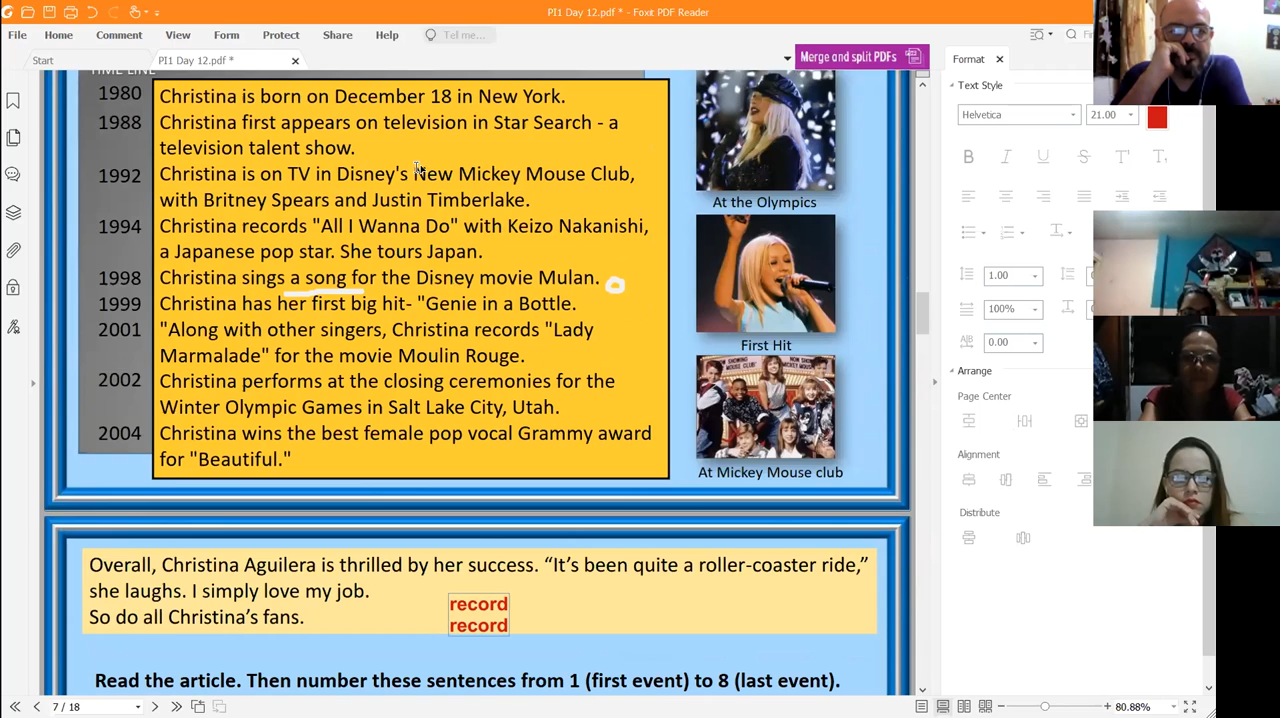 PI1 Day 12.pdf * - Foxit PDF Reader
File Home Comment View Form Protect Share Help Tell me...
Start PI1 Day 12.pdf * Merge and split PDFs
TIME LINE
1980 Christina is born on December 18 in New York.
1988 Christina first appears on television in Star Search - a
television talent show.
1992 Christina is on TV in Disney's New Mickey Mouse Club,
with Britney Spears and Justin Timberlake.
1994 Christina records "All I Wanna Do" with Keizo Nakanishi,
a Japanese pop star. She tours Japan.
1998 Christina sings a song for the Disney movie Mulan.
1999 Christina has her first big hit- "Genie in a Bottle.
2001 "Along with other singers, Christina records "Lady
Marmalade" for the movie Moulin Rouge.
2002 Christina performs at the closing ceremonies for the
Winter Olympic Games in Salt Lake City, Utah.
2004 Christina wins the best female pop vocal Grammy award
for "Beautiful."
At the Olympics
First Hit
NOW SHOWING
MOUSE CLUB
At Mickey Mouse club
Overall, Christina Aguilera is thrilled by her success. “It’s been quite a roller-coaster ride,”
she laughs. I simply love my job.
So do all Christina’s fans.
record
record
Read the article. Then number these sentences from 1 (first event) to 8 (last event).
Format
Text Style
Helvetica 21.00
B I U S T T
1.00
100%
0.00
Arrange
Page Center
Alignment
Distribute
7 / 18 80.88%